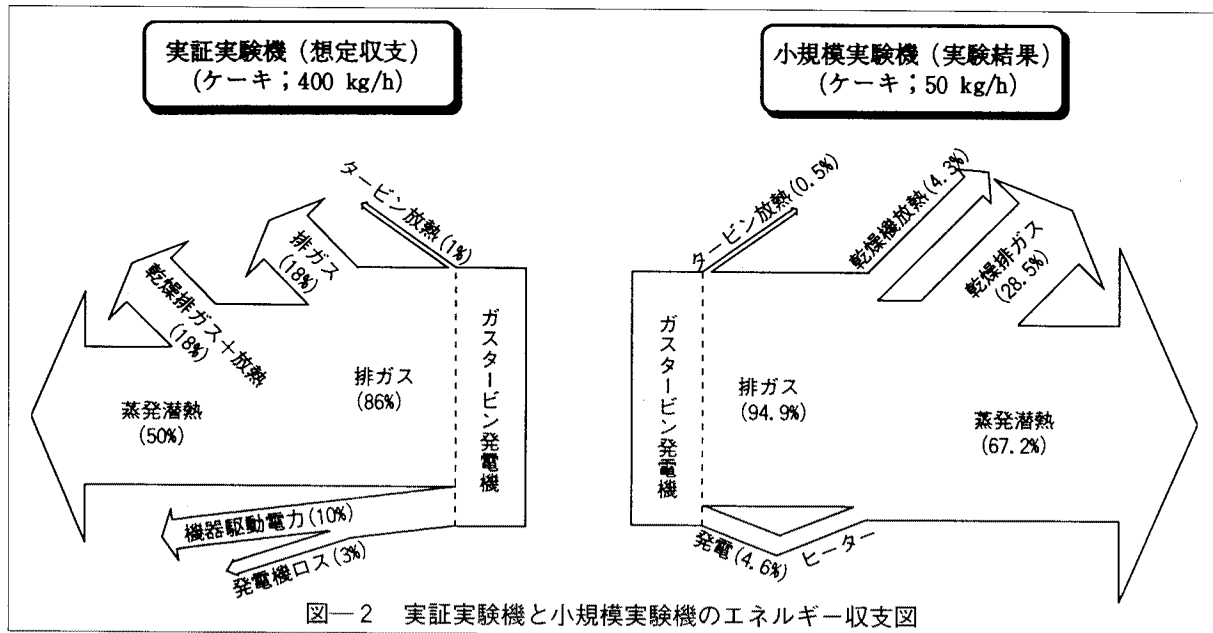 実証実験機（想定収支）
(ケーキ；400 kg/h)
タービン放熱(1%)
排ガス
(18%)
乾燥排ガス＋放熱
(18%)
排ガス
(86%)
蒸発潜熱
(50%)
ガスタービン発電機
機器駆動電力(10%)
発電機ロス(3%)
小規模実験機（実験結果）
(ケーキ；50 kg/h)
タービン放熱(0.5%)
乾燥機放熱(4.3%)
乾燥排ガス
(28.5%)
ガスタービン発電機
排ガス
(94.9%)
蒸発潜熱
(67.2%)
発電(4.6%)
ヒーター
図―2　実証実験機と小規模実験機のエネルギー収支図